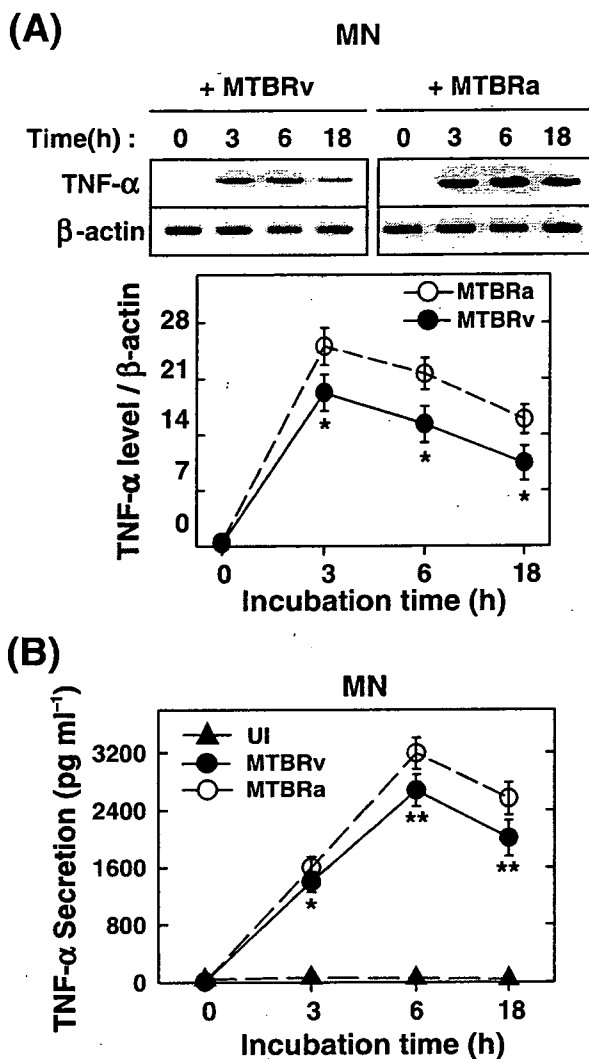 (A)
MN
+ MTBRv + MTBRa
Time(h) : 0 3 6 18 0 3 6 18
TNF-α
β-actin
TNF-α level / β-actin
28
21
14
7
0
MTBRa
MTBRv
* * *
0 3 6 18
Incubation time (h)
(B)
MN
TNF-α Secretion (pg ml⁻¹)
3200
2400
1600
800
0
UI
MTBRv
MTBRa
* ** **
0 3 6 18
Incubation time (h)